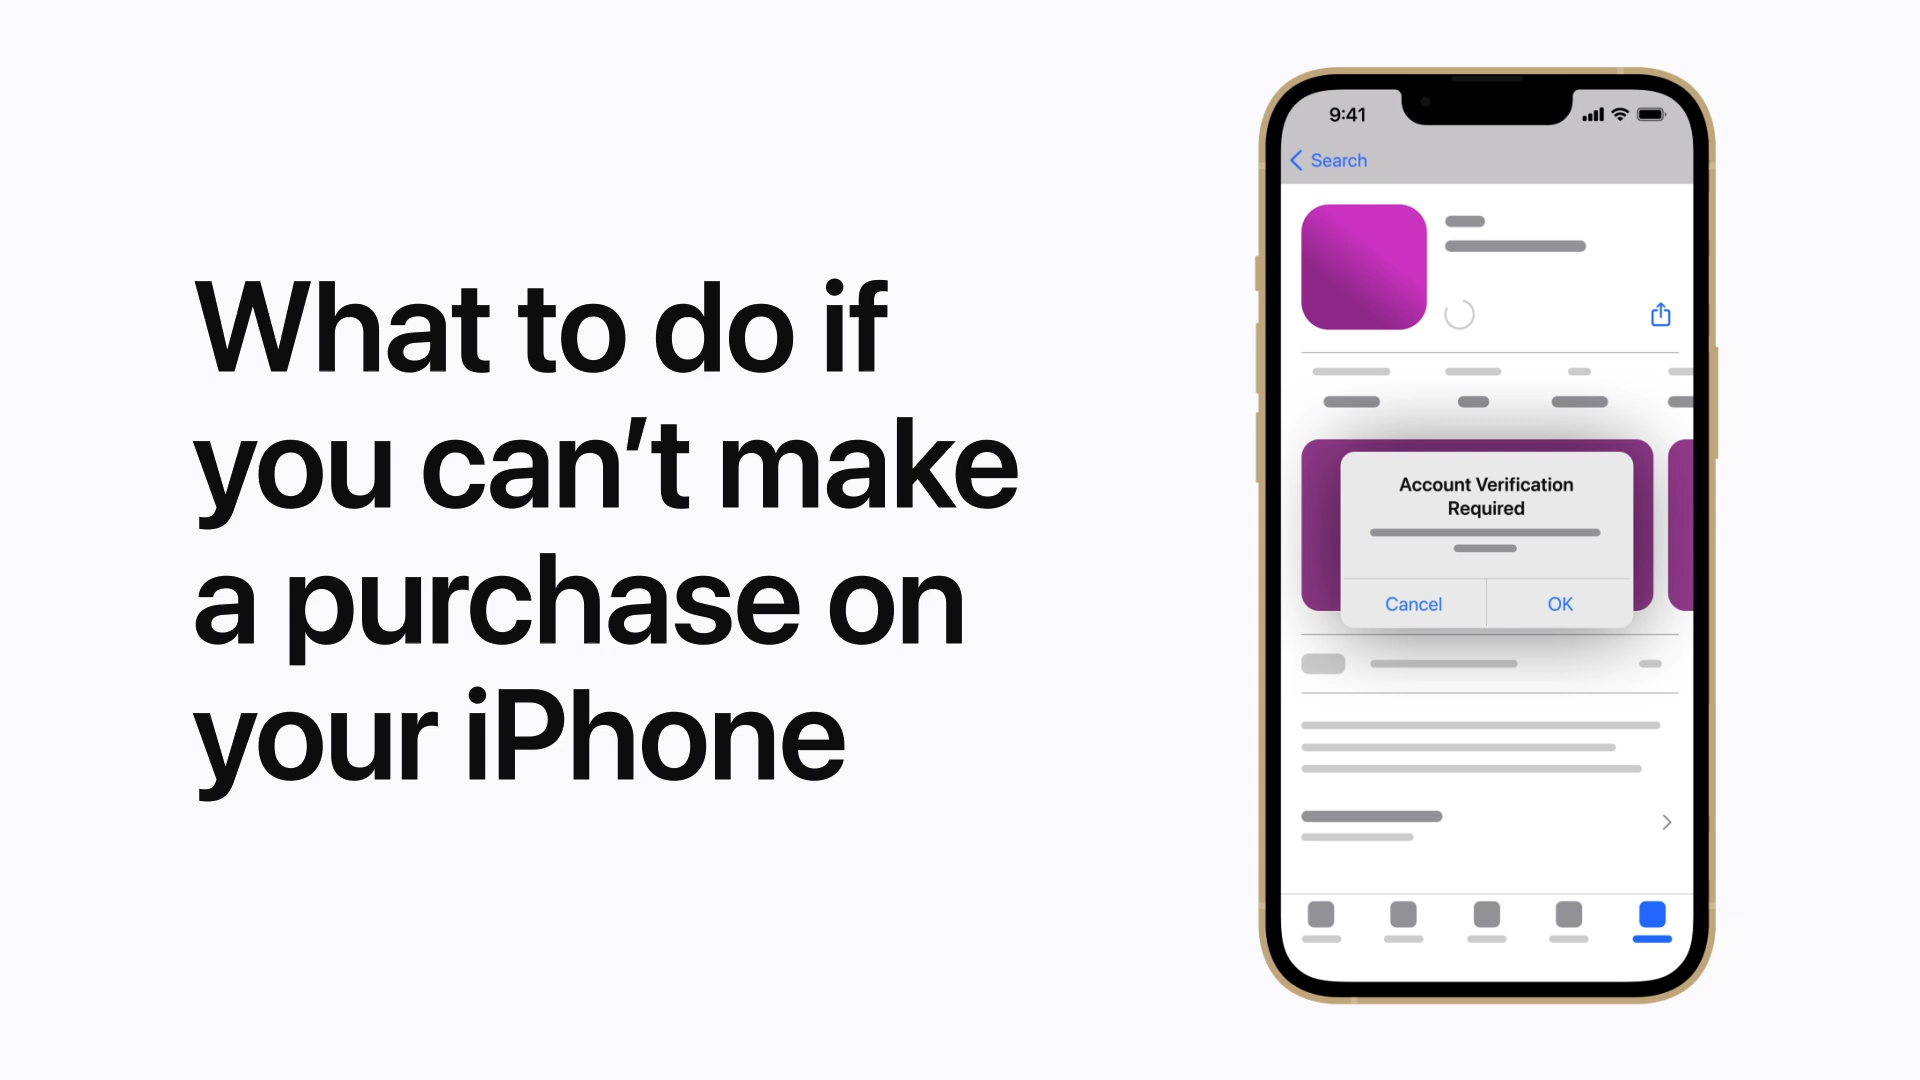 What to do if
you can’t make
a purchase on
your iPhone
9:41
Search
Account Verification
Required
Cancel
OK